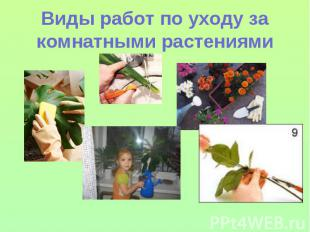 Виды работ по уходу за
комнатными растениями
9
PPt4WEB.ru